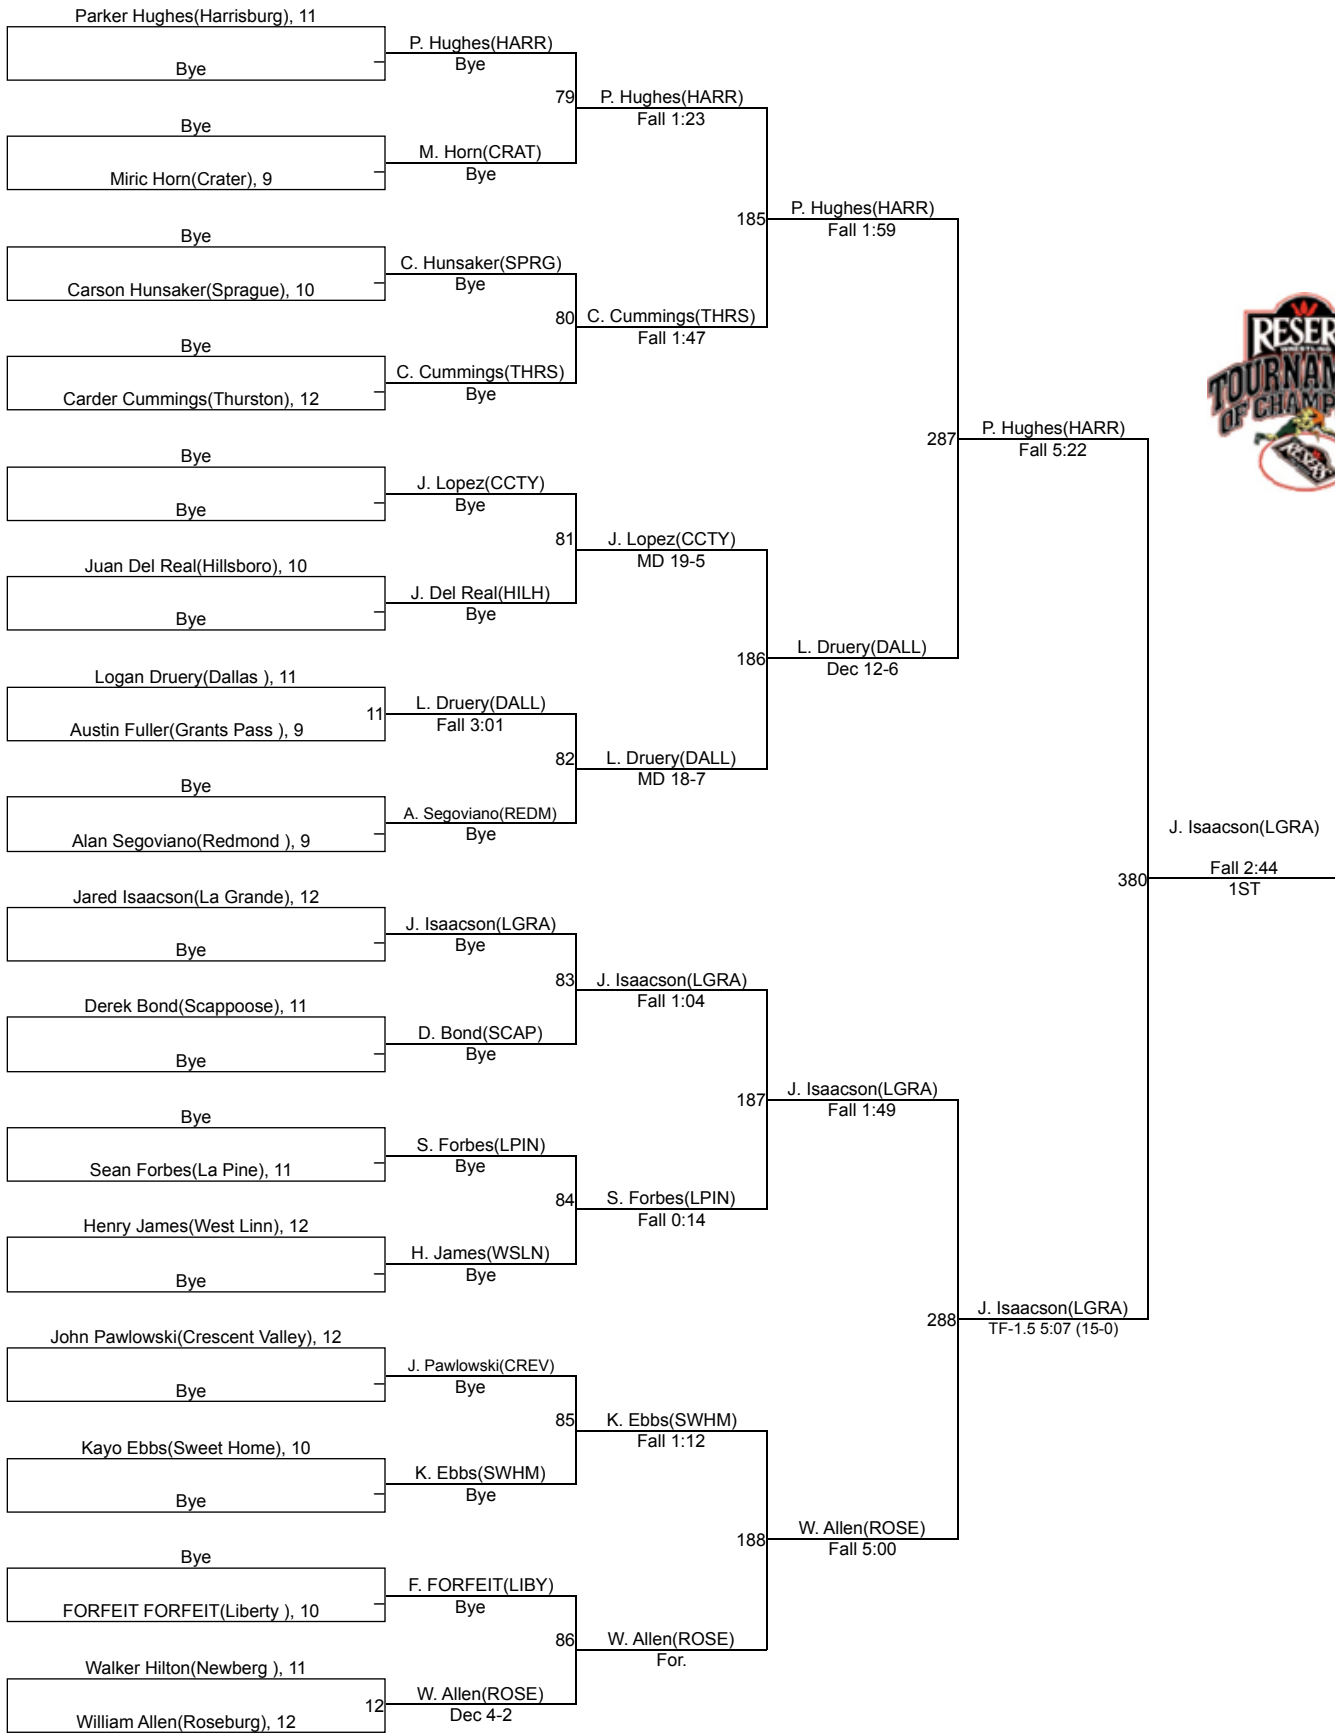 Parker Hughes(Harrisburg), 11
Bye
P. Hughes(HARR)
Bye
79
P. Hughes(HARR)
Fall 1:23
Bye
Miric Horn(Crater), 9
M. Horn(CRAT)
Bye
185
P. Hughes(HARR)
Fall 1:59
Bye
Carson Hunsaker(Sprague), 10
C. Hunsaker(SPRG)
Bye
80
C. Cummings(THRS)
Fall 1:47
Bye
Carder Cummings(Thurston), 12
C. Cummings(THRS)
Bye
287
P. Hughes(HARR)
Fall 5:22
Bye
Bye
J. Lopez(CCTY)
Bye
81
J. Lopez(CCTY)
MD 19-5
Juan Del Real(Hillsboro), 10
Bye
J. Del Real(HILH)
Bye
186
L. Druery(DALL)
Dec 12-6
Logan Druery(Dallas ), 11
Austin Fuller(Grants Pass ), 9
11
L. Druery(DALL)
Fall 3:01
82
L. Druery(DALL)
MD 18-7
Bye
Alan Segoviano(Redmond ), 9
A. Segoviano(REDM)
Bye
380
J. Isaacson(LGRA)
Fall 2:44
1ST
Jared Isaacson(La Grande), 12
Bye
J. Isaacson(LGRA)
Bye
83
J. Isaacson(LGRA)
Fall 1:04
Derek Bond(Scappoose), 11
Bye
D. Bond(SCAP)
Bye
187
J. Isaacson(LGRA)
Fall 1:49
Bye
Sean Forbes(La Pine), 11
S. Forbes(LPIN)
Bye
84
S. Forbes(LPIN)
Fall 0:14
Henry James(West Linn), 12
Bye
H. James(WSLN)
Bye
288
J. Isaacson(LGRA)
TF-1.5 5:07 (15-0)
John Pawlowski(Crescent Valley), 12
Bye
J. Pawlowski(CREV)
Bye
85
K. Ebbs(SWHM)
Fall 1:12
Kayo Ebbs(Sweet Home), 10
Bye
K. Ebbs(SWHM)
Bye
188
W. Allen(ROSE)
Fall 5:00
Bye
FORFEIT FORFEIT(Liberty ), 10
F. FORFEIT(LIBY)
Bye
86
W. Allen(ROSE)
For.
Walker Hilton(Newberg ), 11
William Allen(Roseburg), 12
12
W. Allen(ROSE)
Dec 4-2
RESER
WRESTLING
TOURNAM
OF CHAMP
RESER'S